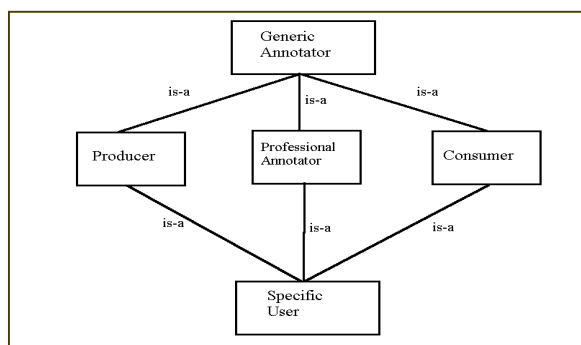 Generic
Annotator
is-a
is-a
is-a
Producer
Professional
Annotator
Consumer
is-a
is-a
is-a
Specific
User